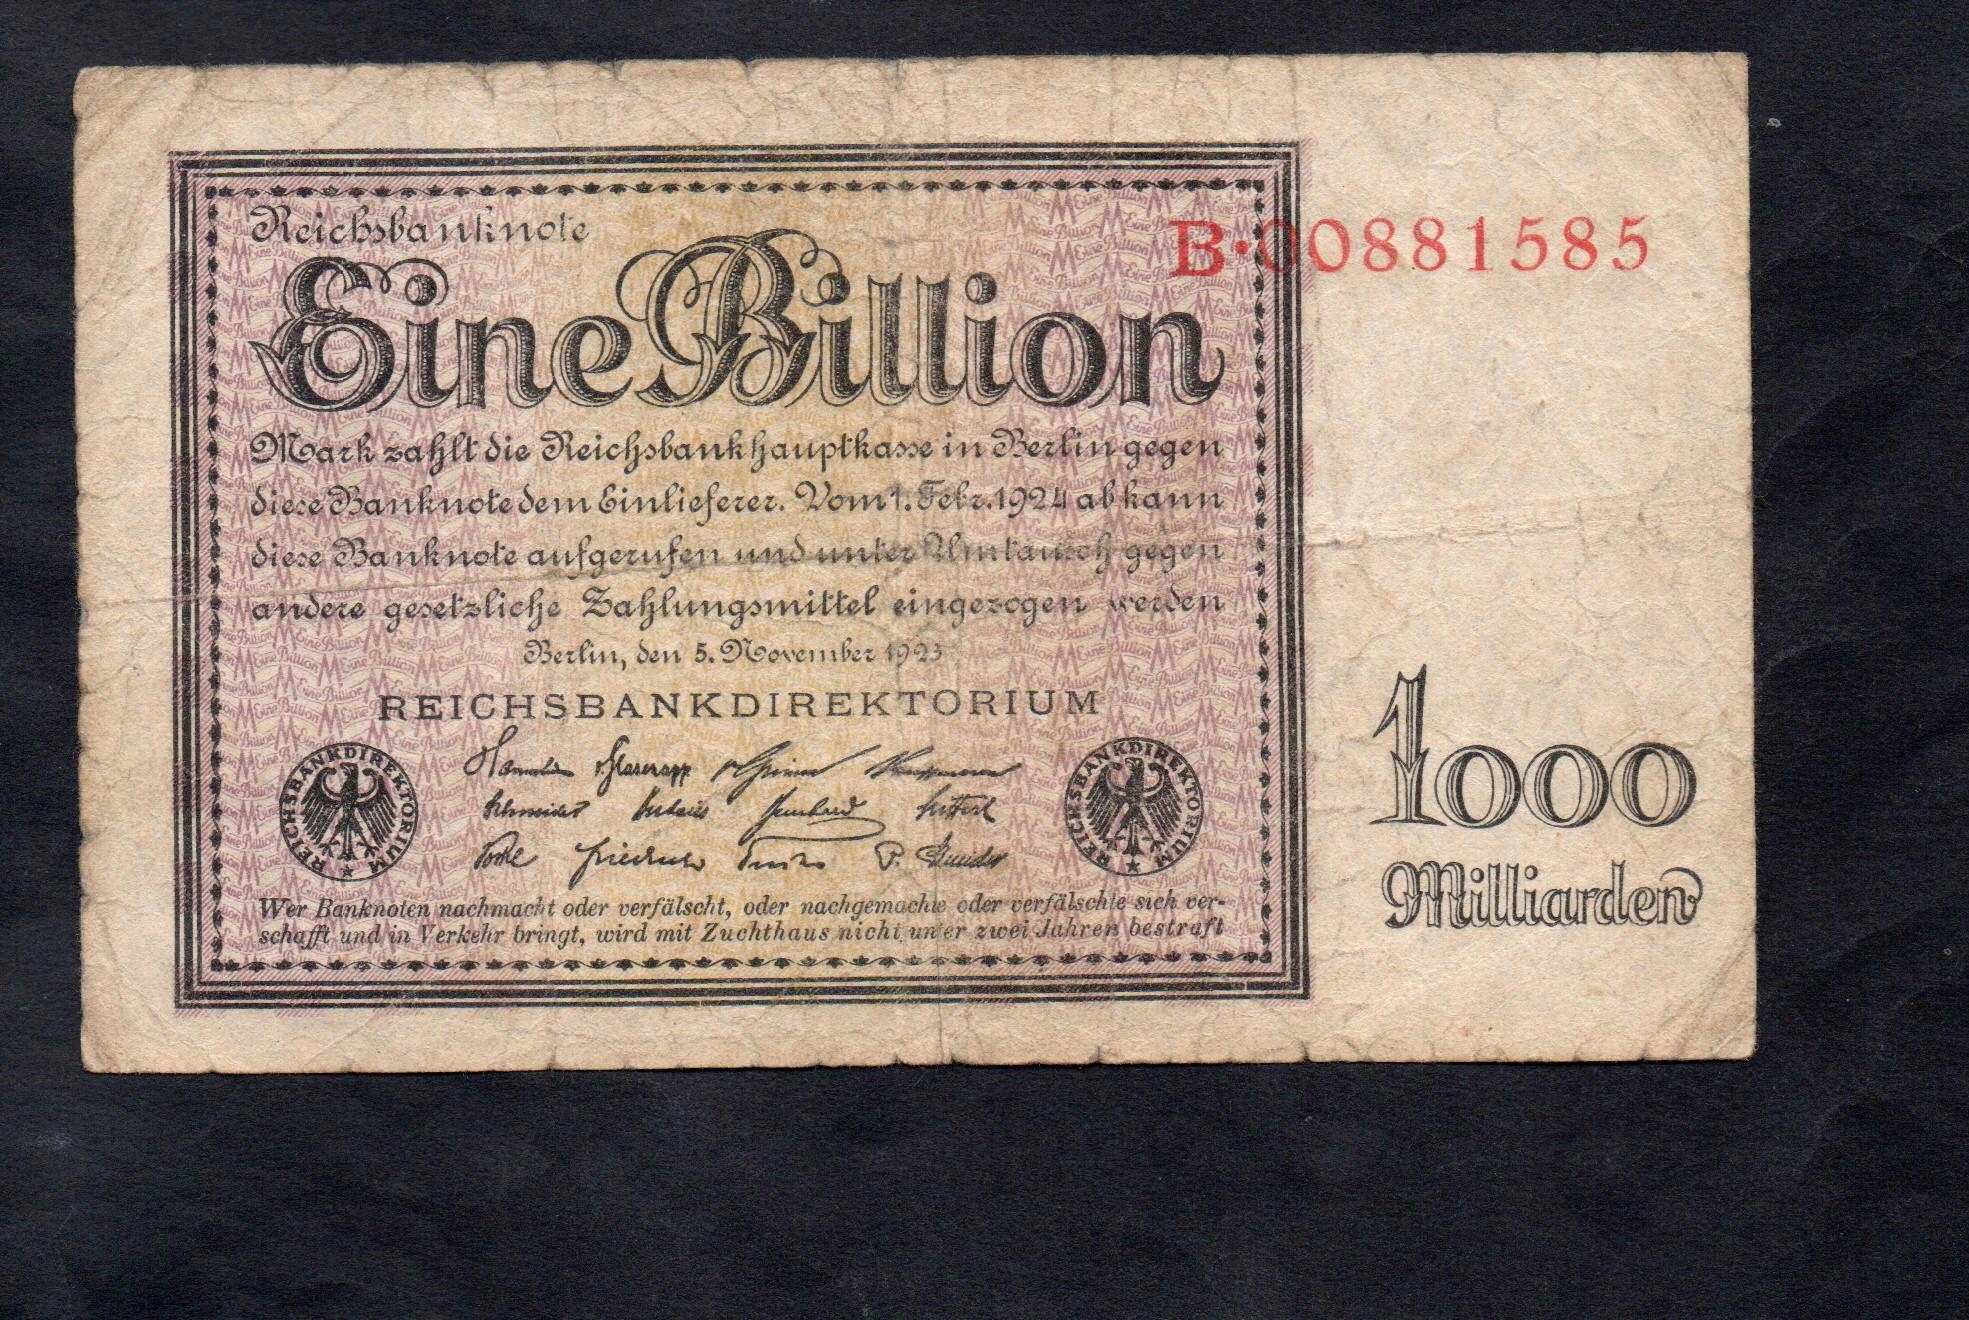 Reichsbanknote
B·00881585
Eine Billion
Mark zahlt die Reichsbankhauptkasse in Berlin gegen
diese Banknote dem Einlieferer. Vom 1. Febr. 1924 ab kann
diese Banknote aufgerufen und unter Umtausch gegen
andere gesetzliche Zahlungsmittel eingezogen werden
Berlin, den 5. November 1923
REICHSBANKDIREKTORIUM
REICHSBANKDIREKTORIUM
REICHSBANKDIREKTORIUM
Wer Banknoten nachmacht oder verfälscht, oder nachgemachte oder verfälschte sich ver-
schafft und in Verkehr bringt, wird mit Zuchthaus nicht unter zwei Jahren bestraft
1000
Milliarden